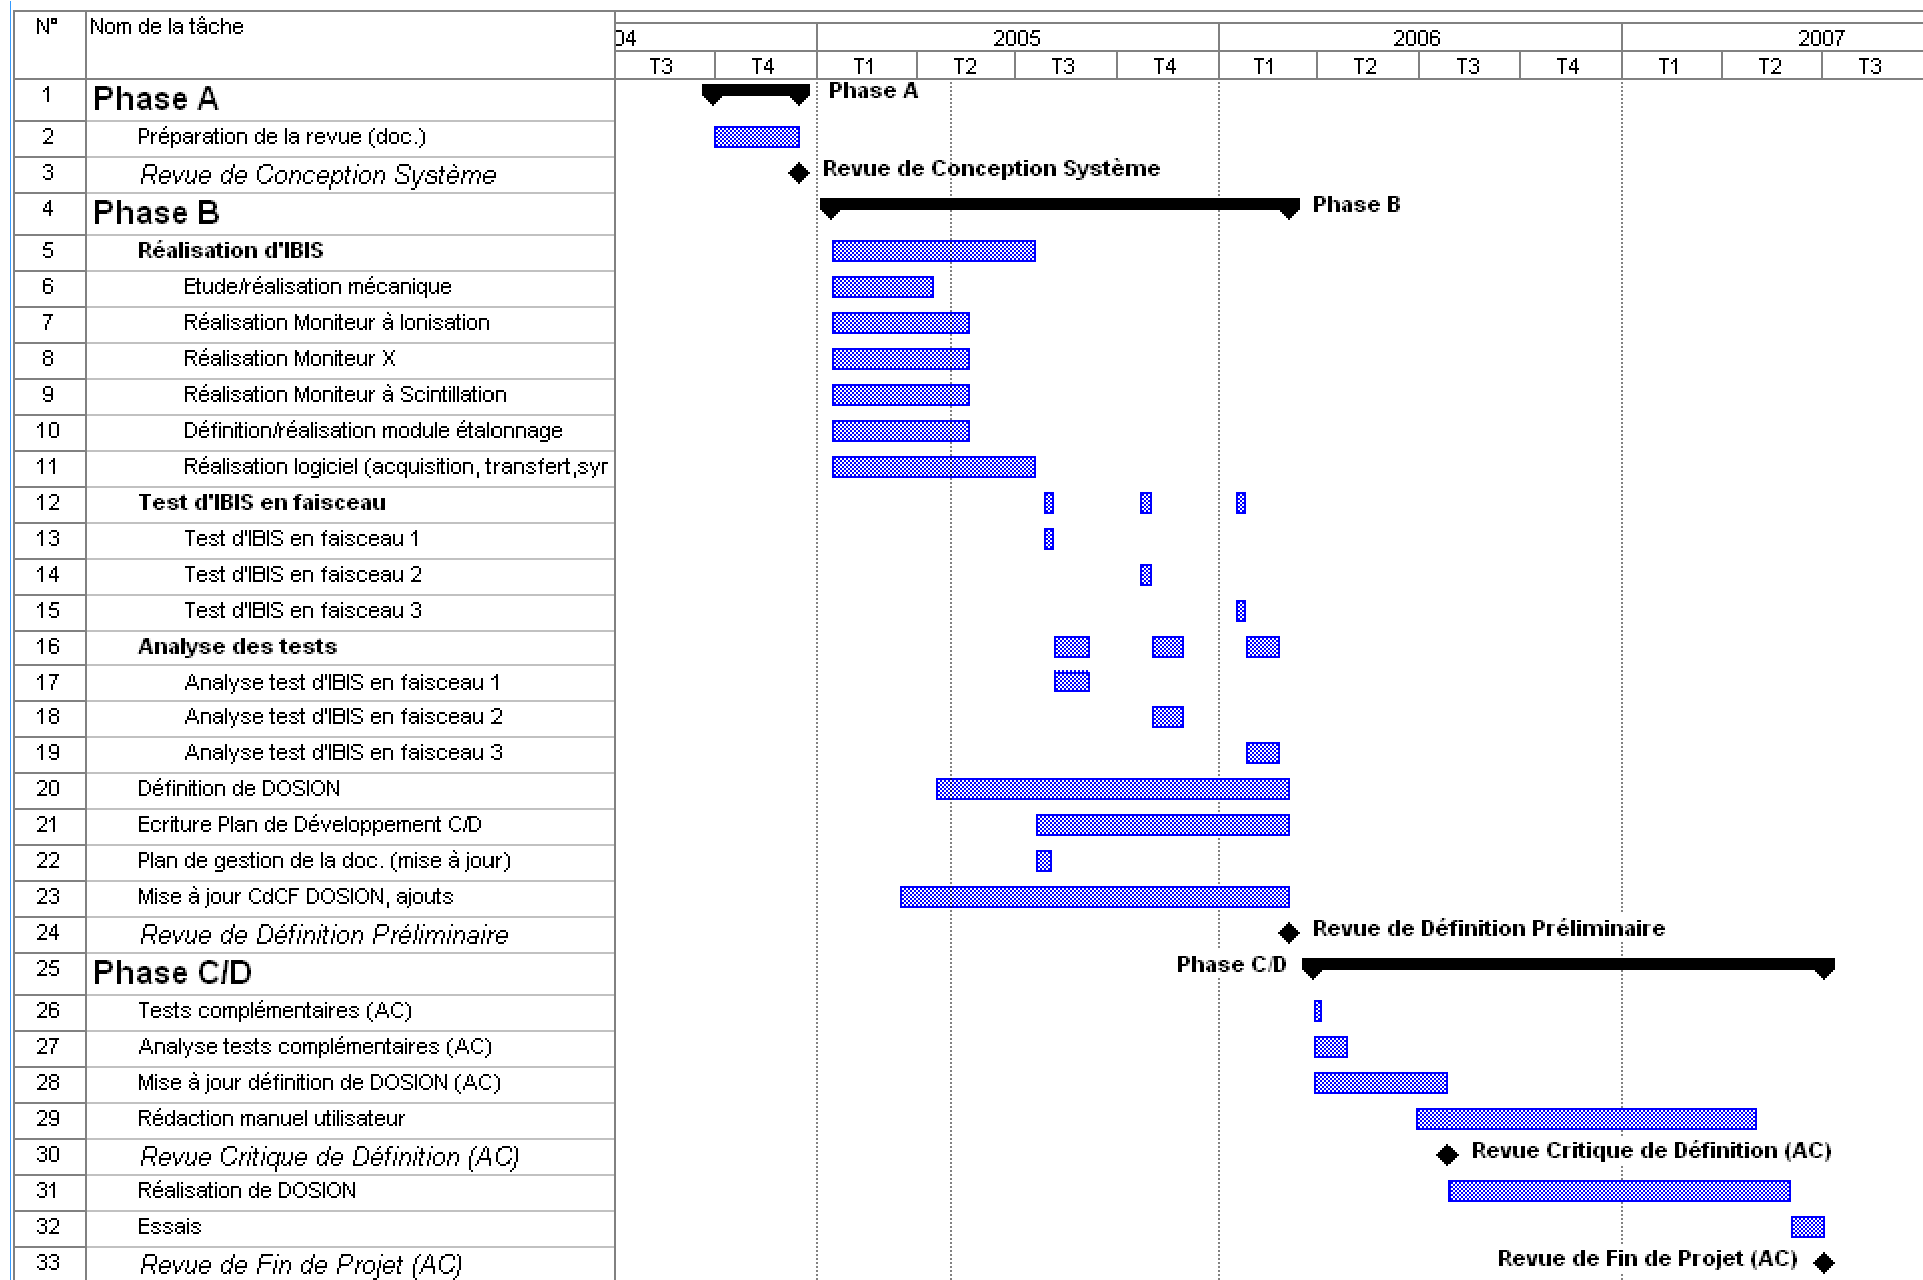 N° Nom de la tâche
04 2005 2006 2007
T3 T4 T1 T2 T3 T4 T1 T2 T3 T4 T1 T2 T3
1 Phase A Phase A
2 Préparation de la revue (doc.)
3 Revue de Conception Système Revue de Conception Système
4 Phase B Phase B
5 Réalisation d'IBIS
6 Etude/réalisation mécanique
7 Réalisation Moniteur à Ionisation
8 Réalisation Moniteur X
9 Réalisation Moniteur à Scintillation
10 Définition/réalisation module étalonnage
11 Réalisation logiciel (acquisition, transfert,syr
12 Test d'IBIS en faisceau
13 Test d'IBIS en faisceau 1
14 Test d'IBIS en faisceau 2
15 Test d'IBIS en faisceau 3
16 Analyse des tests
17 Analyse test d'IBIS en faisceau 1
18 Analyse test d'IBIS en faisceau 2
19 Analyse test d'IBIS en faisceau 3
20 Définition de DOSION
21 Ecriture Plan de Développement C/D
22 Plan de gestion de la doc. (mise à jour)
23 Mise à jour CdCF DOSION, ajouts
24 Revue de Définition Préliminaire Revue de Définition Préliminaire
25 Phase C/D Phase C/D
26 Tests complémentaires (AC)
27 Analyse tests complémentaires (AC)
28 Mise à jour définition de DOSION (AC)
29 Rédaction manuel utilisateur
30 Revue Critique de Définition (AC) Revue Critique de Définition (AC)
31 Réalisation de DOSION
32 Essais
33 Revue de Fin de Projet (AC) Revue de Fin de Projet (AC)